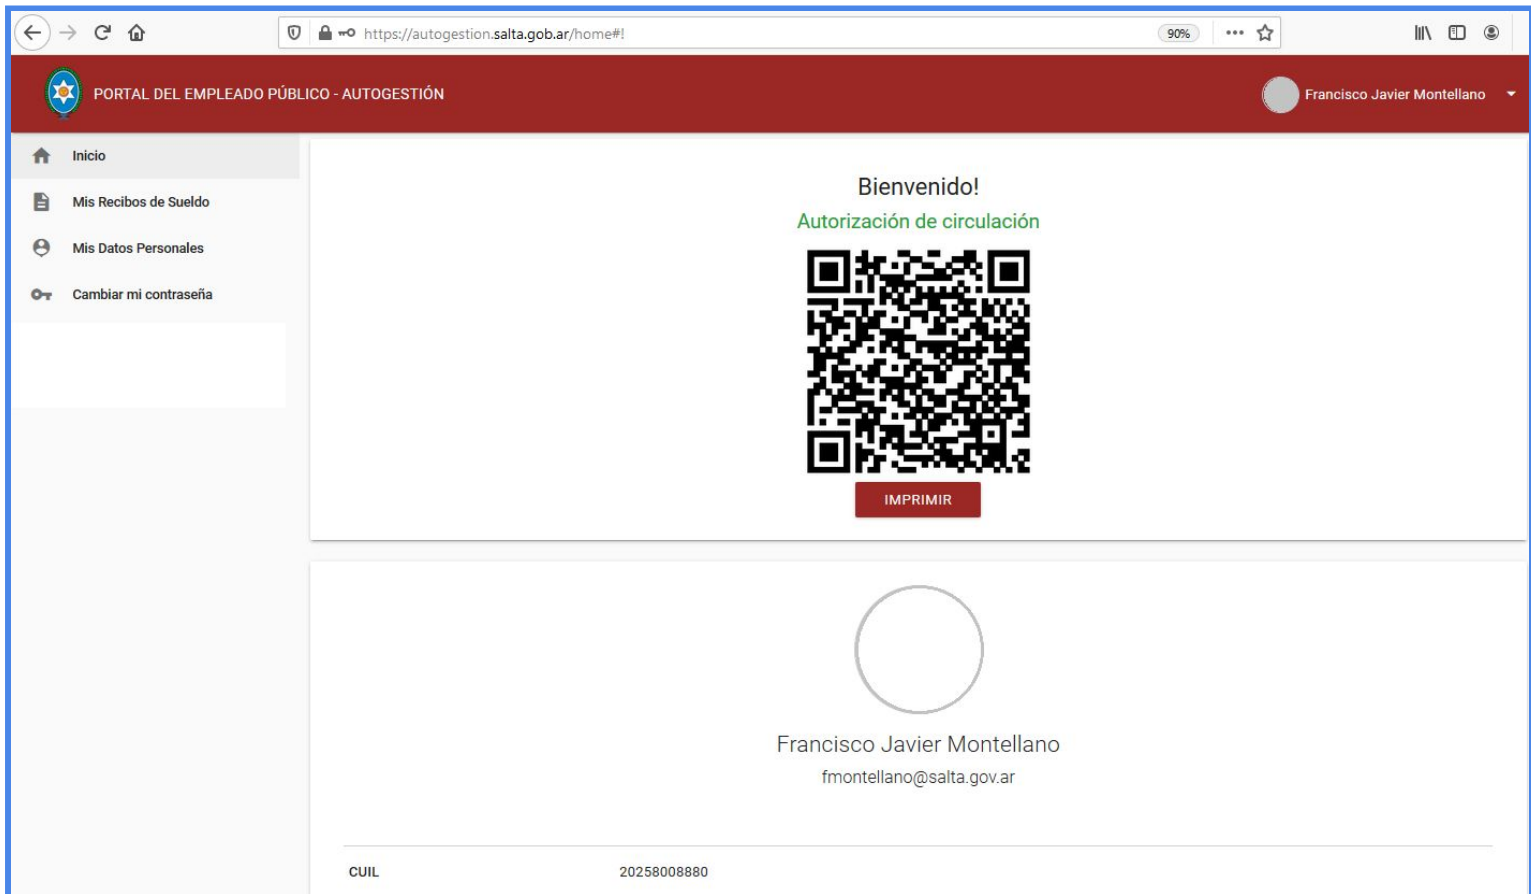 https://autogestion.salta.gob.ar/home#!
90%
PORTAL DEL EMPLEADO PÚBLICO - AUTOGESTIÓN
Francisco Javier Montellano
Inicio
Mis Recibos de Sueldo
Mis Datos Personales
Cambiar mi contraseña
Bienvenido!
Autorización de circulación
IMPRIMIR
Francisco Javier Montellano
fmontellano@salta.gov.ar
CUIL 20258008880